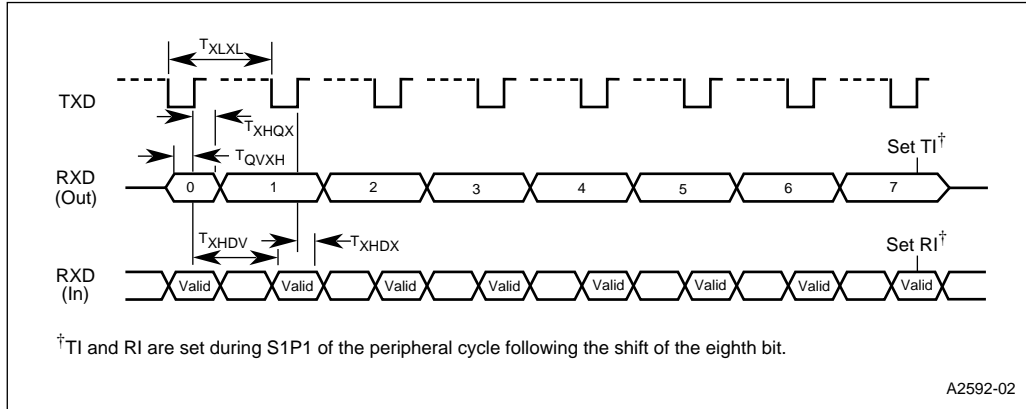 TXLXL
TXD
TXHQX
TQVXH
Set TI†
RXD
(Out)
0 1 2 3 4 5 6 7
TXHDV
TXHDX
Set RI†
RXD
(In)
Valid Valid Valid Valid Valid Valid Valid Valid
†TI and RI are set during S1P1 of the peripheral cycle following the shift of the eighth bit.
A2592-02